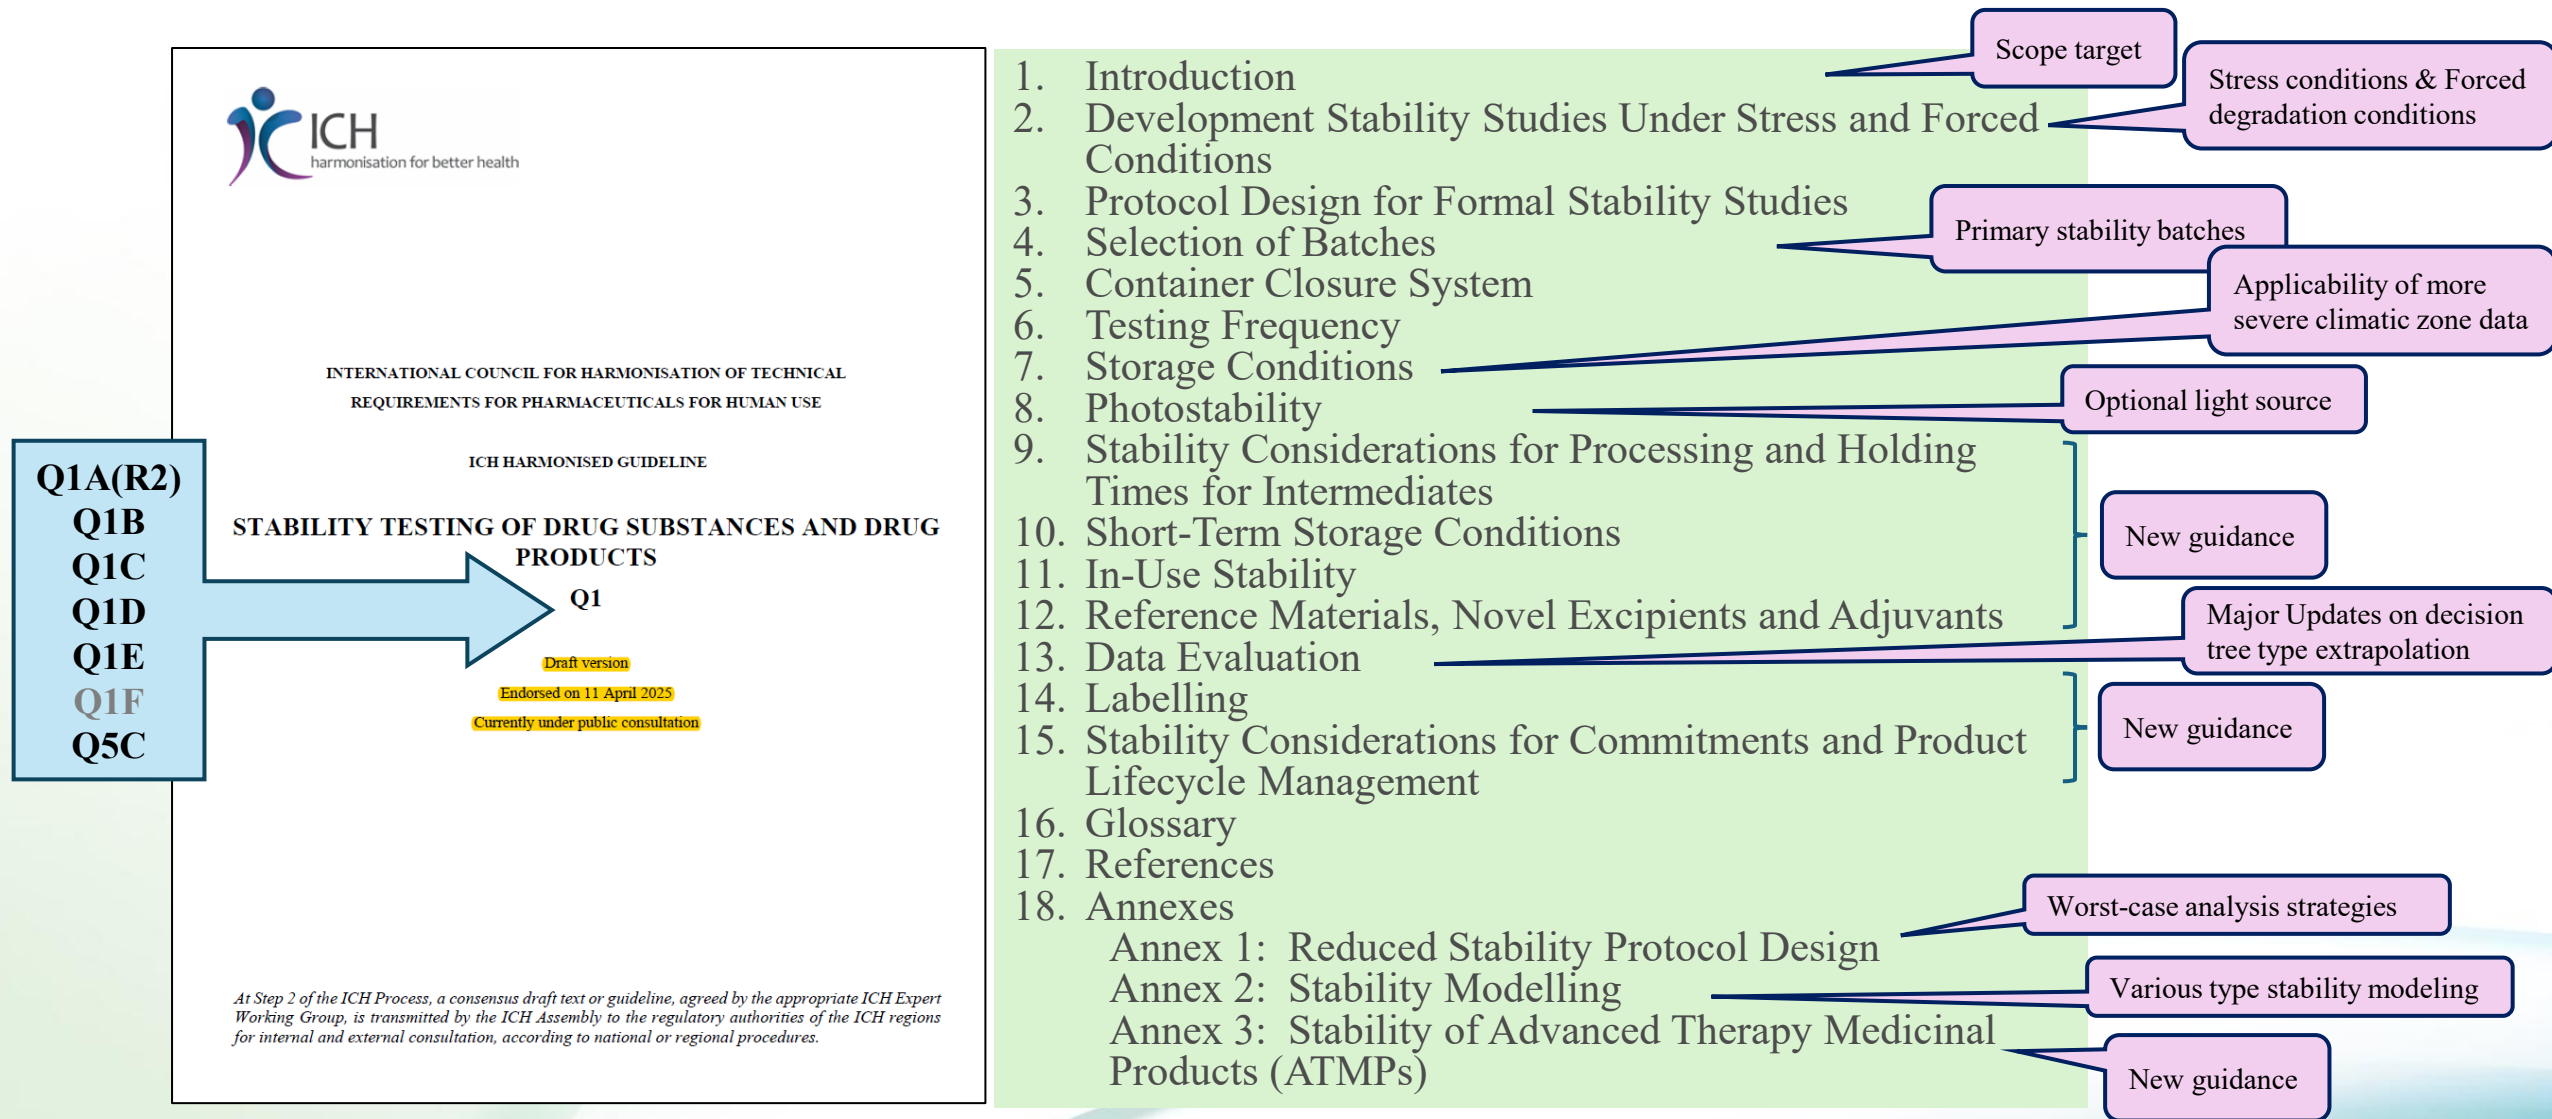 ICH
harmonisation for better health
INTERNATIONAL COUNCIL FOR HARMONISATION OF TECHNICAL
REQUIREMENTS FOR PHARMACEUTICALS FOR HUMAN USE
ICH HARMONISED GUIDELINE
STABILITY TESTING OF DRUG SUBSTANCES AND DRUG
PRODUCTS
Q1
Draft version
Endorsed on 11 April 2025
Currently under public consultation
At Step 2 of the ICH Process, a consensus draft text or guideline, agreed by the appropriate ICH Expert
Working Group, is transmitted by the ICH Assembly to the regulatory authorities of the ICH regions
for internal and external consultation, according to national or regional procedures.
Q1A(R2)
Q1B
Q1C
Q1D
Q1E
Q1F
Q5C
1. Introduction
2. Development Stability Studies Under Stress and Forced
Conditions
3. Protocol Design for Formal Stability Studies
4. Selection of Batches
5. Container Closure System
6. Testing Frequency
7. Storage Conditions
8. Photostability
9. Stability Considerations for Processing and Holding
Times for Intermediates
10. Short-Term Storage Conditions
11. In-Use Stability
12. Reference Materials, Novel Excipients and Adjuvants
13. Data Evaluation
14. Labelling
15. Stability Considerations for Commitments and Product
Lifecycle Management
16. Glossary
17. References
18. Annexes
Annex 1: Reduced Stability Protocol Design
Annex 2: Stability Modelling
Annex 3: Stability of Advanced Therapy Medicinal
Products (ATMPs)
Scope target
Stress conditions & Forced
degradation conditions
Primary stability batches
Applicability of more
severe climatic zone data
Optional light source
New guidance
Major Updates on decision
tree type extrapolation
New guidance
Worst-case analysis strategies
Various type stability modeling
New guidance